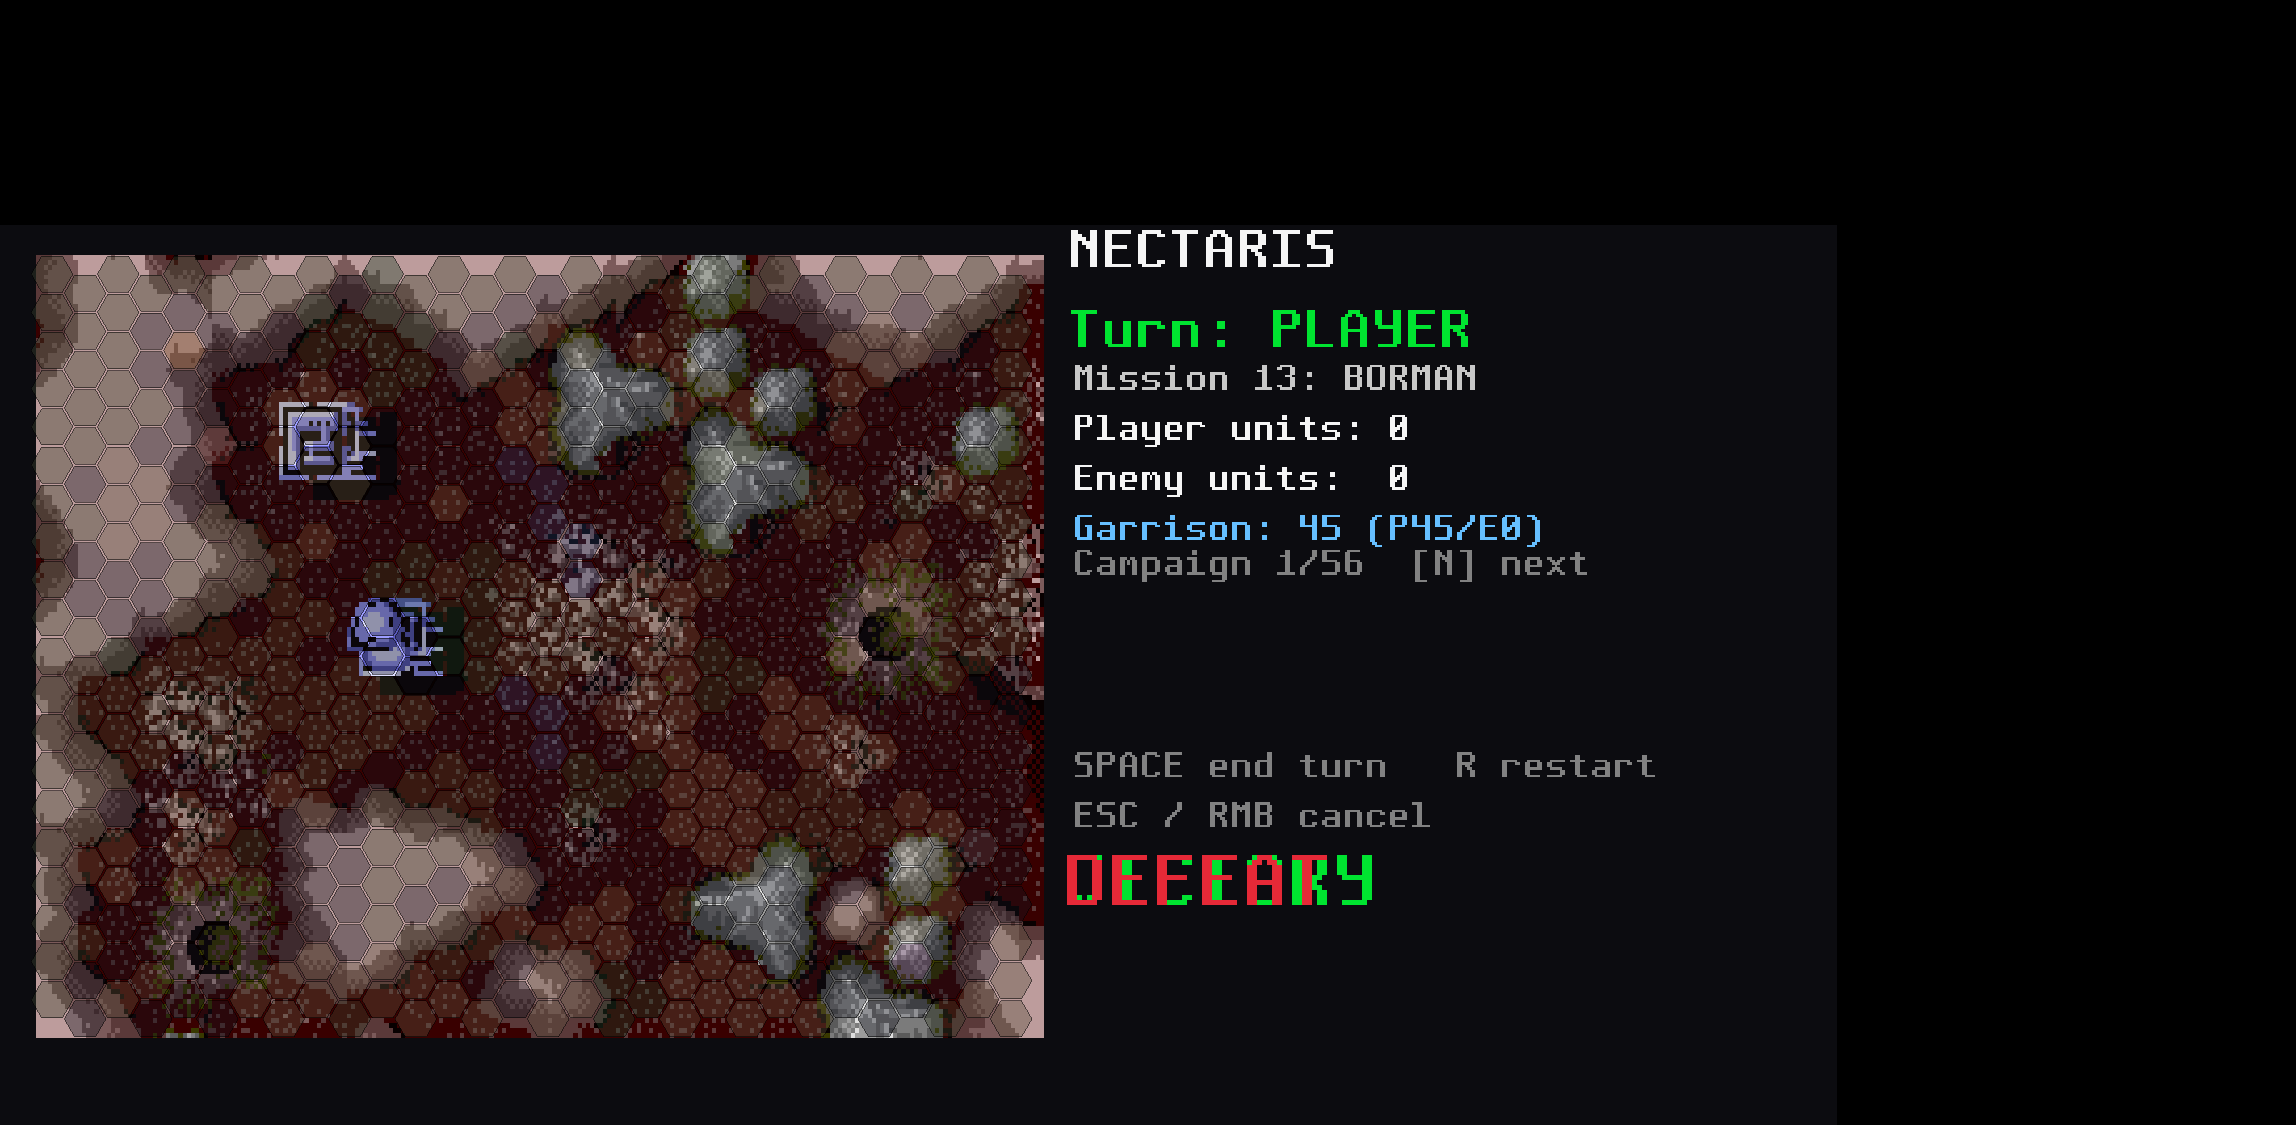 NECTARIS
Turn: PLAYER
Mission 13: BORMAN
Player units: 0
Enemy units: 0
Garrison: 45 (P45/E0)
Campaign 1/56 [N] next
SPACE end turn R restart
ESC / RMB cancel